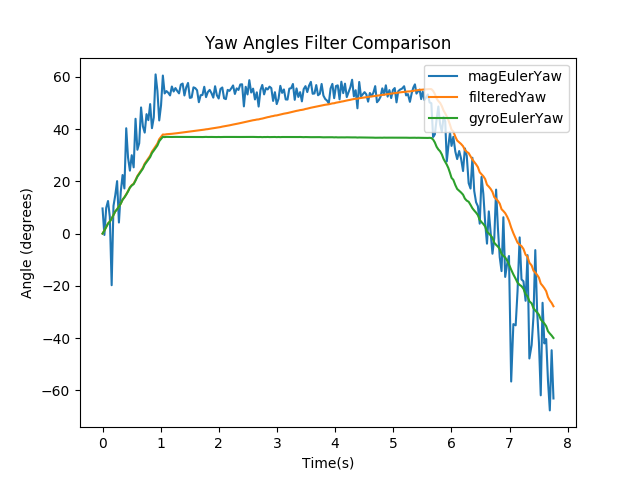 Yaw Angles Filter Comparison
magEulerYaw
filteredYaw
gyroEulerYaw
Angle (degrees)
60
40
20
0
−20
−40
−60
0 1 2 3 4 5 6 7 8
Time(s)